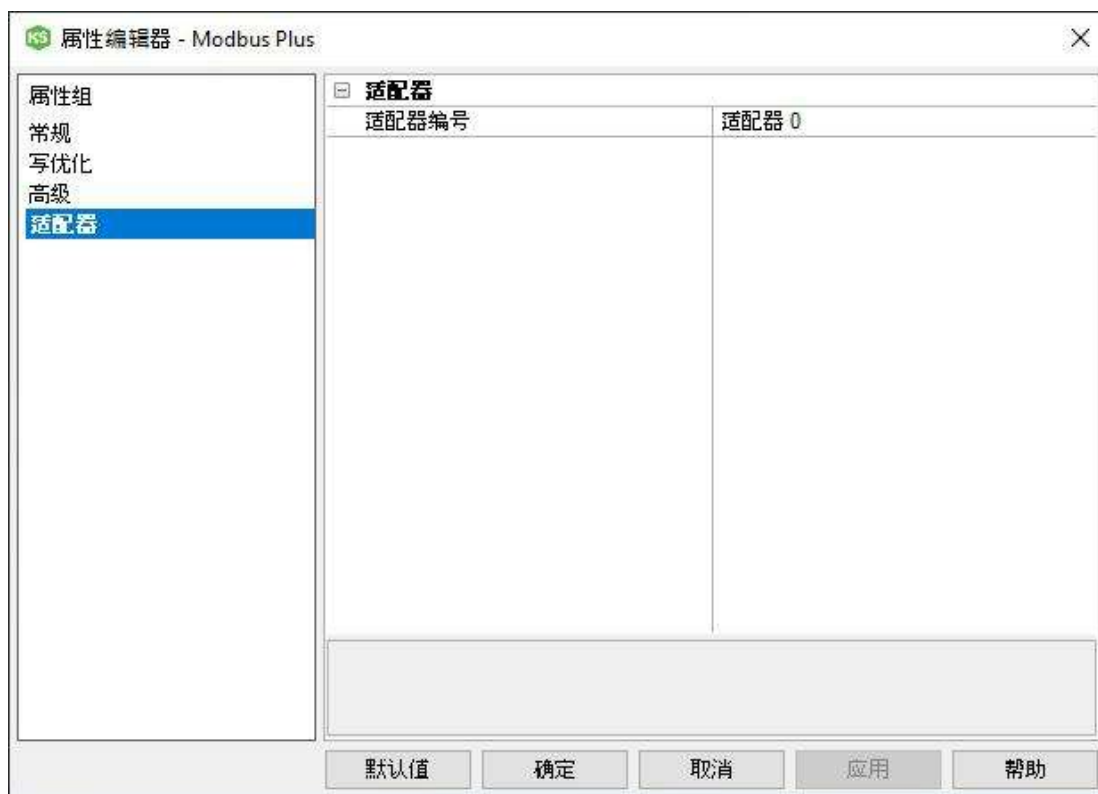 KS 属性编辑器 - Modbus Plus
属性组
常规
写优化
高级
适配器
适配器
适配器编号 适配器 0
默认值 确定 取消 应用 帮助